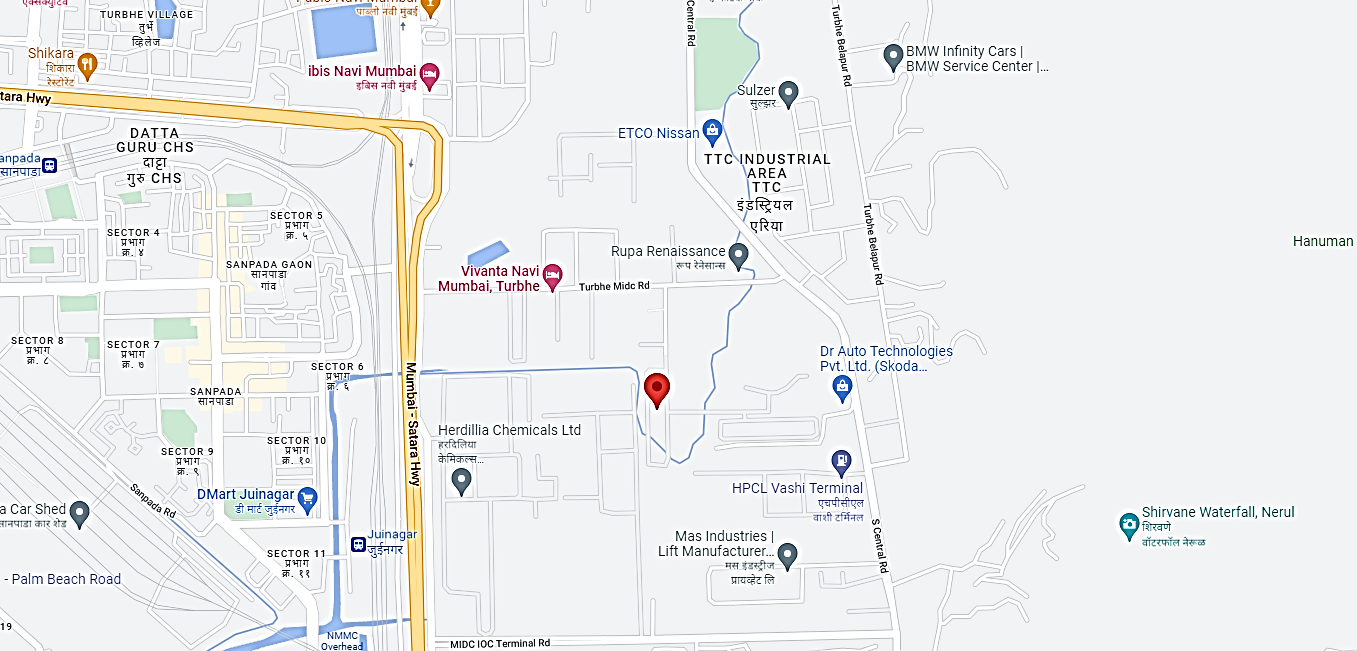 एक्सक्युटिव
TURBHE VILLAGE
तुर्भे
व्हिलेज
Pablo Navi Mumbai
पाब्लो नवी मुंबई
Shikara
शिकारा
रेस्टोरेंट
ibis Navi Mumbai
इबिस नवी मुंबई
tara Hwy
DATTA
GURU CHS
दाट्टा
गुरु CHS
anpada
सानपाडा
Central Rd
Turbhe Belapur Rd
BMW Infinity Cars |
BMW Service Center |...
Sulzer
सुल्झर
ETCO Nissan
TTC INDUSTRIAL
AREA
TTC
इंडस्ट्रियल
एरिया
SECTOR 5
प्रभाग
क्र. ५
SECTOR 4
प्रभाग
क्र. ४
SANPADA GAON
सानपाडा
गांव
Turbhe Belapur Rd
Hanuman
Rupa Renaissance
रूप रेनेसान्स
Vivanta Navi
Mumbai, Turbhe
Turbhe Midc Rd
SECTOR 8
प्रभाग
क्र. ८
SECTOR 7
प्रभाग
क्र. ७
SECTOR 6
प्रभाग
क्र. ६
SANPADA
सानपाडा
Mumbai - Satara Hwy
Dr Auto Technologies
Pvt. Ltd. (Skoda...
Herdillia Chemicals Ltd
हरदिलिया
केमिकल्स...
SECTOR 10
प्रभाग
क्र. १०
SECTOR 9
प्रभाग
क्र. ९
Sanpada Rd
DMart Juinagar
डी मार्ट जुईनगर
HPCL Vashi Terminal
एचपीसीएल
वाशी टर्मिनल
a Car Shed
सानपाडा कार शेड
Juinagar
जुईनगर
SECTOR 11
प्रभाग
क्र. ११
S Central Rd
Mas Industries |
Lift Manufacturer...
मस इंडस्ट्रीज
प्रायव्हेट लि
Shirvane Waterfall, Nerul
शिरवणे
वॉटरफॉल नेरूळ
- Palm Beach Road
19
NMMC
Overhead
MIDC IOC Terminal Rd